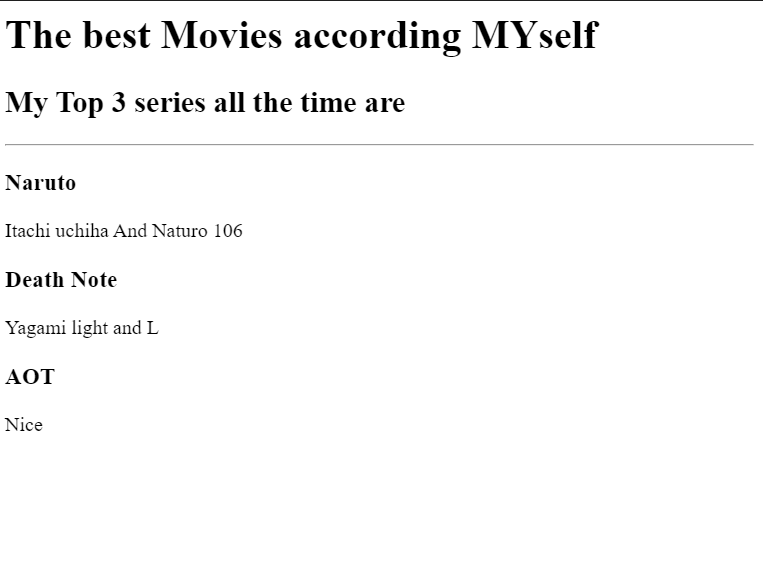 The best Movies according MYself
My Top 3 series all the time are
Naruto
Itachi uchiha And Naturo 106
Death Note
Yagami light and L
AOT
Nice